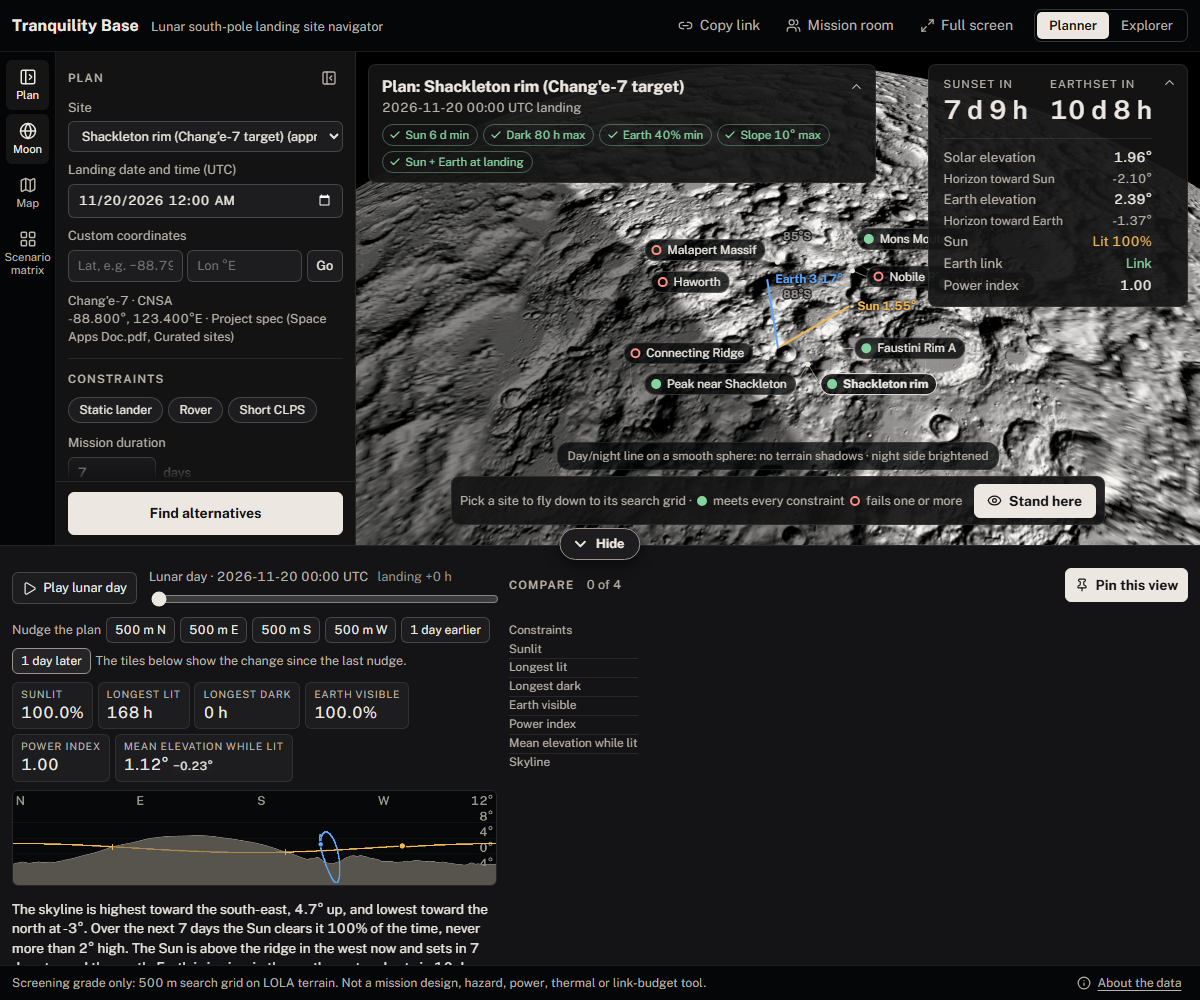 Tranquility Base Lunar south-pole landing site navigator
Copy link
Mission room
Full screen
Planner
Explorer
Plan
Moon
Map
Scenario
matrix
PLAN
Site
Shackleton rim (Chang'e-7 target) (appr
Landing date and time (UTC)
11/20/2026 12:00 AM
Custom coordinates
Lat, e.g. −88.79
Lon °E
Go
Chang'e-7 · CNSA
-88.800°, 123.400°E · Project spec (Space
Apps Doc.pdf, Curated sites)
CONSTRAINTS
Static lander
Rover
Short CLPS
Mission duration
7 days
Find alternatives
Plan: Shackleton rim (Chang'e-7 target)
2026-11-20 00:00 UTC landing
Sun 6 d min
Dark 80 h max
Earth 40% min
Slope 10° max
Sun + Earth at landing
SUNSET IN
7 d 9 h
EARTHSET IN
10 d 8 h
Solar elevation 1.96°
Horizon toward Sun -2.10°
Earth elevation 2.39°
Horizon toward Earth -1.37°
Sun Lit 100%
Earth link Link
Power index 1.00
85°S
Malapert Massif
Mons Mou
Haworth
Earth 3.17°
Nobile
88°S
Sun 1.55°
Connecting Ridge
Faustini Rim A
Peak near Shackleton
Shackleton rim
Day/night line on a smooth sphere: no terrain shadows · night side brightened
Pick a site to fly down to its search grid · meets every constraint fails one or more
Stand here
Hide
Play lunar day
Lunar day · 2026-11-20 00:00 UTC landing +0 h
Nudge the plan
500 m N
500 m E
500 m S
500 m W
1 day earlier
1 day later
The tiles below show the change since the last nudge.
SUNLIT
100.0%
LONGEST LIT
168 h
LONGEST DARK
0 h
EARTH VISIBLE
100.0%
POWER INDEX
1.00
MEAN ELEVATION WHILE LIT
1.12° −0.23°
N E S W 12°
8°
4°
0°
4°
The skyline is highest toward the south-east, 4.7° up, and lowest toward the
north at -3°. Over the next 7 days the Sun clears it 100% of the time, never
more than 2° high. The Sun is above the ridge in the west now and sets in 7
COMPARE 0 of 4
Pin this view
Constraints
Sunlit
Longest lit
Longest dark
Earth visible
Power index
Mean elevation while lit
Skyline
Screening grade only: 500 m search grid on LOLA terrain. Not a mission design, hazard, power, thermal or link-budget tool.
About the data